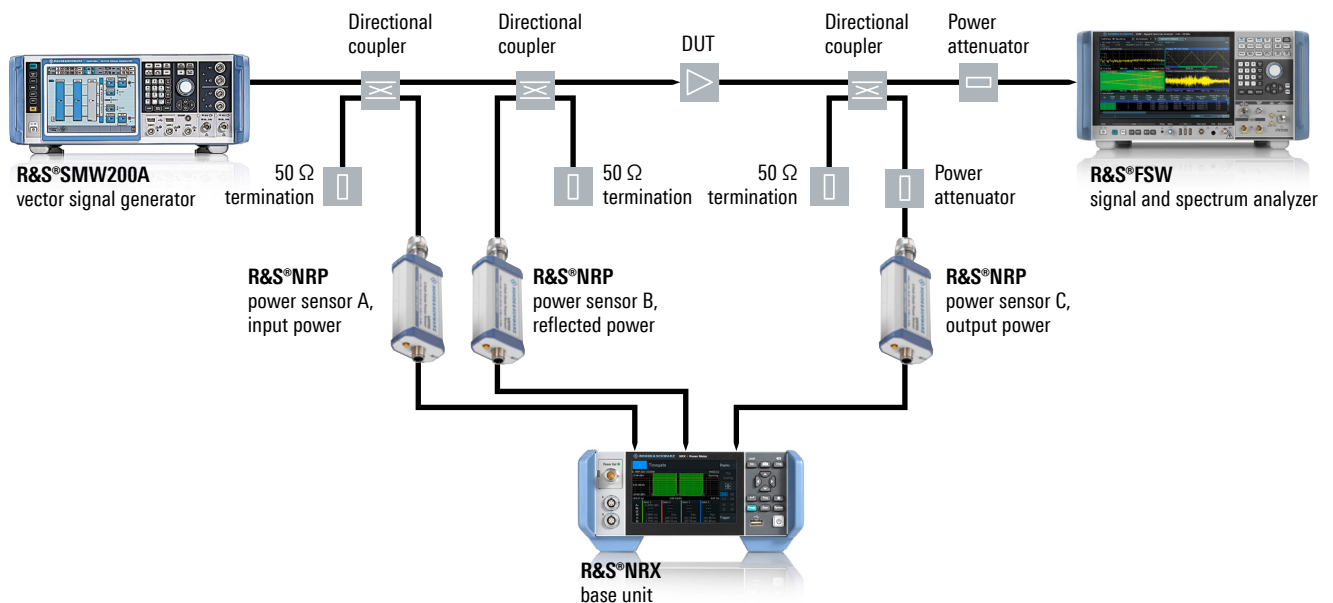 Directional
coupler
Directional
coupler
DUT
Directional
coupler
Power
attenuator
R&S®SMW200A
vector signal generator
50 Ω
termination
50 Ω
termination
50 Ω
termination
Power
attenuator
R&S®FSW
signal and spectrum analyzer
R&S®NRP
power sensor A,
input power
R&S®NRP
power sensor B,
reflected power
R&S®NRP
power sensor C,
output power
R&S®NRX
base unit